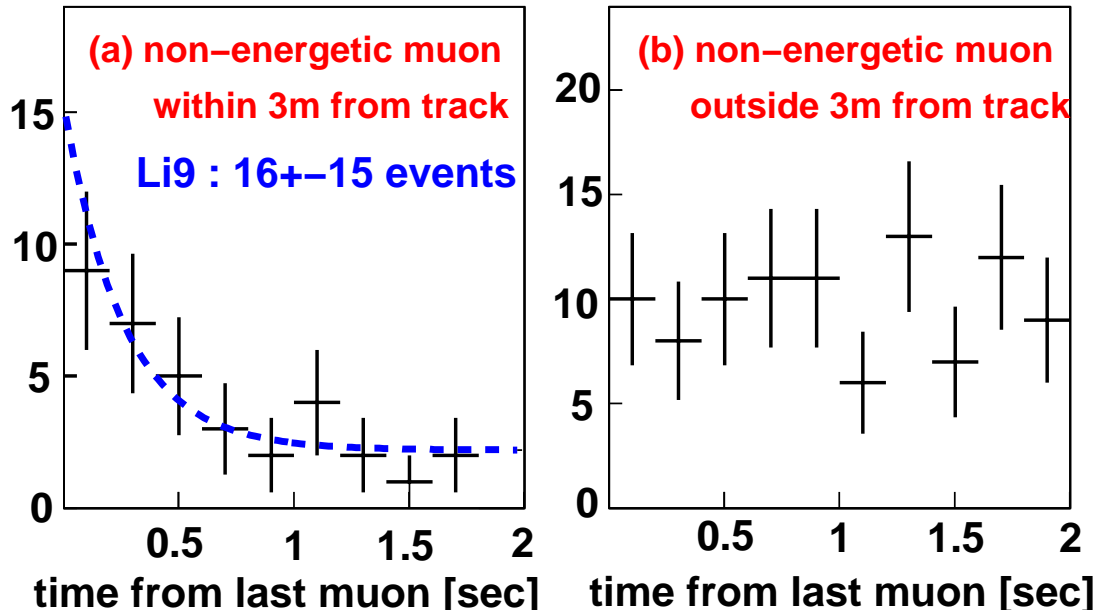 (a) non−energetic muon
within 3m from track
Li9 : 16+−15 events
15
10
5
0
0.5
1
1.5
2
time from last muon [sec]
(b) non−energetic muon
outside 3m from track
20
15
10
5
0
0.5
1
1.5
2
time from last muon [sec]